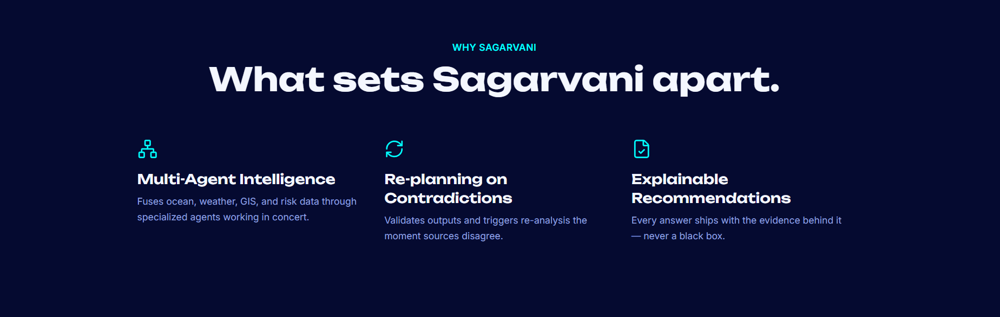 WHY SAGARVANI
What sets Sagarvani apart.
Multi-Agent Intelligence
Fuses ocean, weather, GIS, and risk data through
specialized agents working in concert.
Re-planning on
Contradictions
Validates outputs and triggers re-analysis the
moment sources disagree.
Explainable
Recommendations
Every answer ships with the evidence behind it
— never a black box.